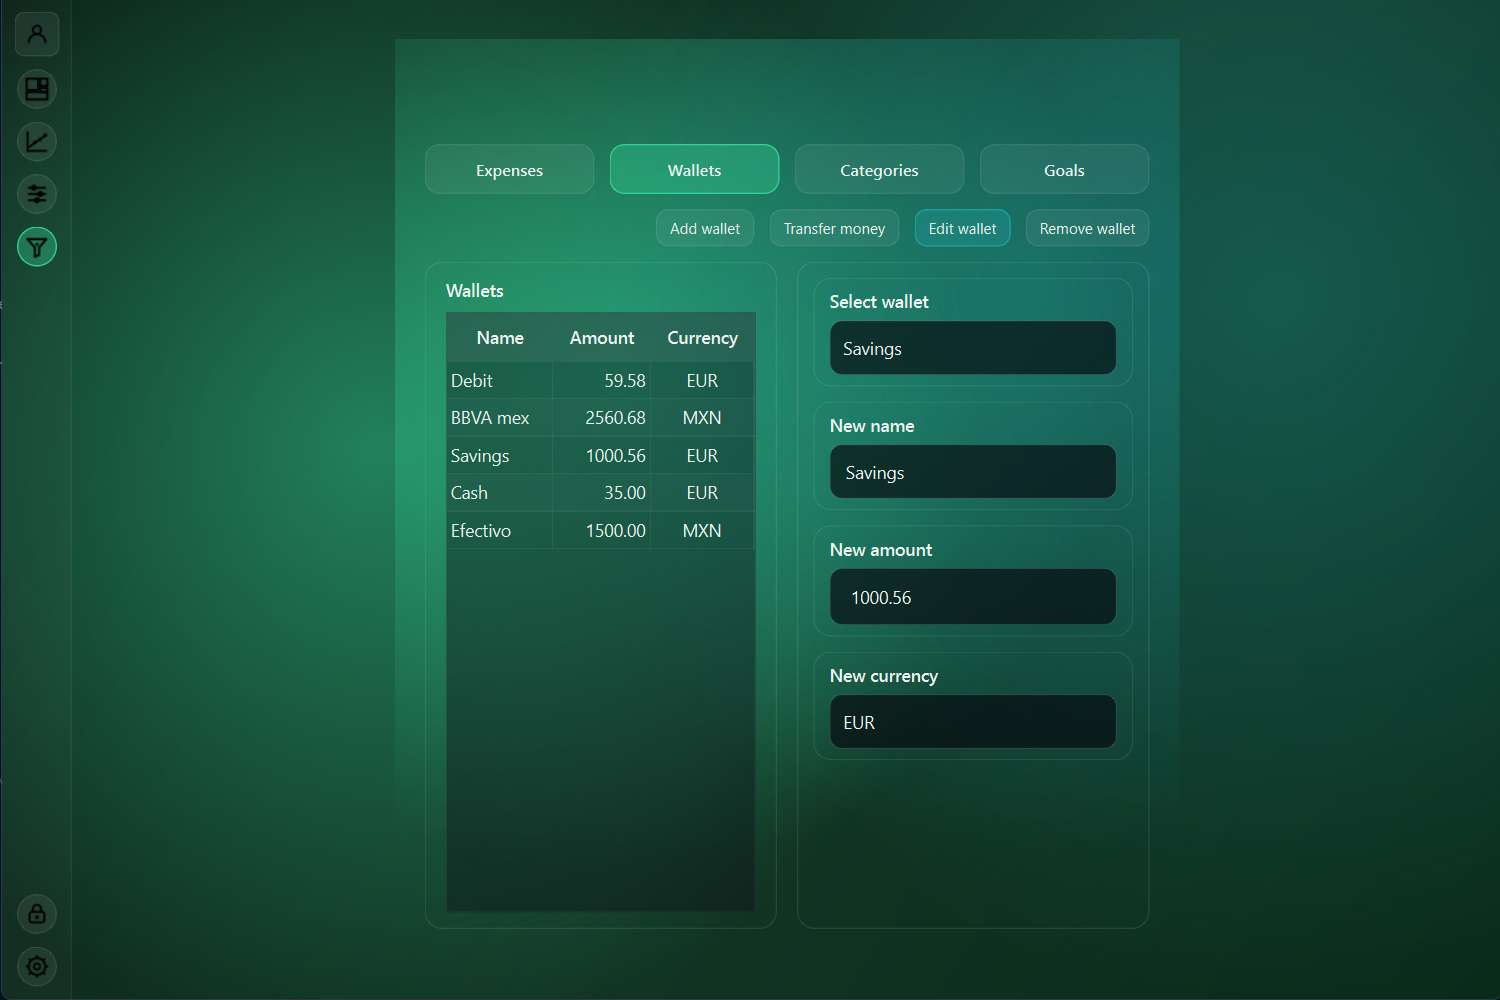 Expenses Wallets Categories Goals
Add wallet Transfer money Edit wallet Remove wallet
Wallets
Name Amount Currency
Debit 59.58 EUR
BBVA mex 2560.68 MXN
Savings 1000.56 EUR
Cash 35.00 EUR
Efectivo 1500.00 MXN
Select wallet
Savings
New name
Savings
New amount
1000.56
New currency
EUR